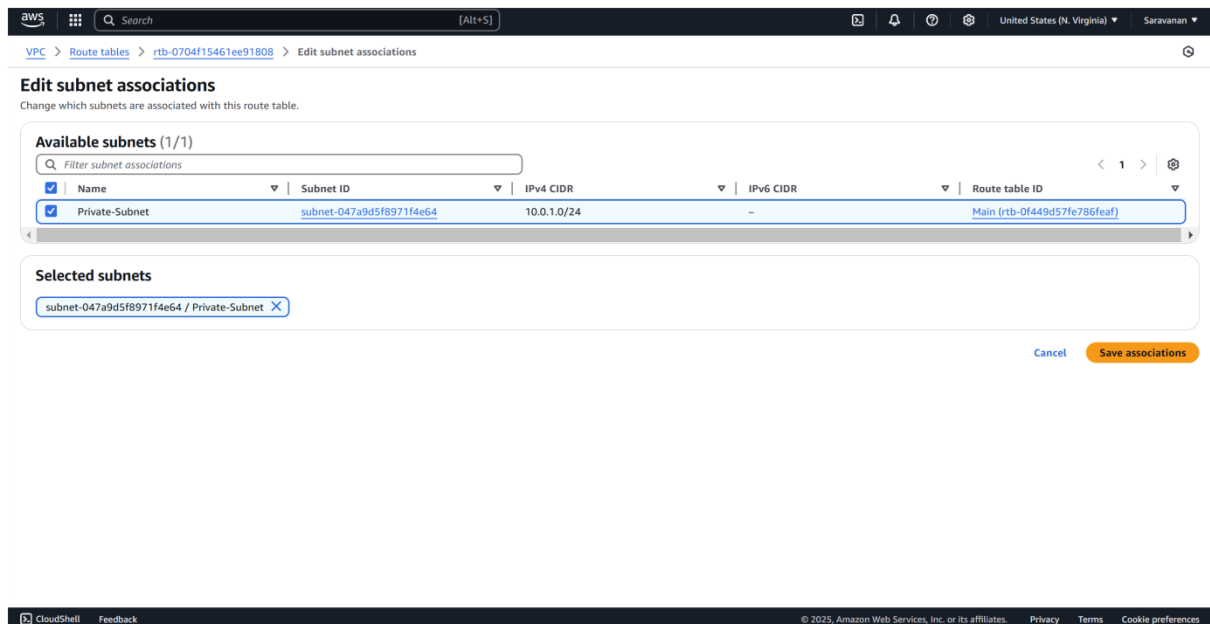 aws Search [Alt+S] United States (N. Virginia) Saravanan
VPC > Route tables > rtb-0704f15461ee91808 > Edit subnet associations
Edit subnet associations
Change which subnets are associated with this route table.
Available subnets (1/1)
Filter subnet associations < 1 >
Name Subnet ID IPv4 CIDR IPv6 CIDR Route table ID
Private-Subnet subnet-047a9d5f8971f4e64 10.0.1.0/24 – Main (rtb-0f449d57fe786feaf)
Selected subnets
subnet-047a9d5f8971f4e64 / Private-Subnet
Cancel Save associations
CloudShell Feedback © 2025, Amazon Web Services, Inc. or its affiliates. Privacy Terms Cookie preferences